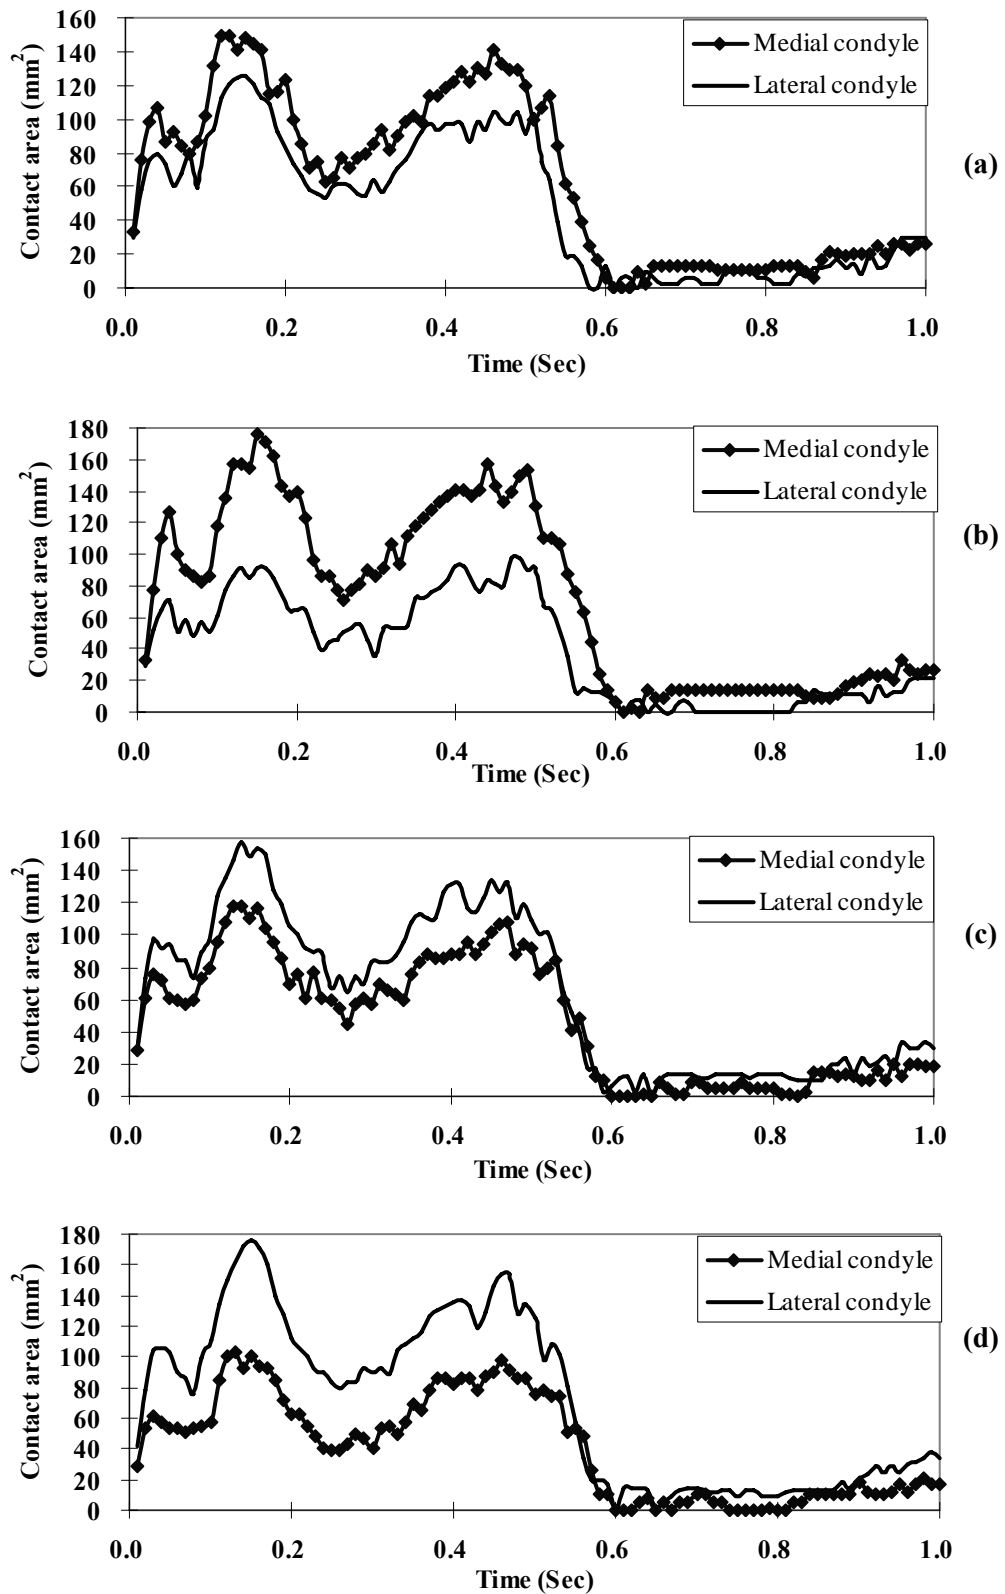 Contact area (mm2)
160
140
120
100
80
60
40
20
0
Medial condyle
Lateral condyle
(a)
0.0 0.2 0.4 0.6 0.8 1.0
Time (Sec)
Contact area (mm2)
180
160
140
120
100
80
60
40
20
0
Medial condyle
Lateral condyle
(b)
0.0 0.2 0.4 0.6 0.8 1.0
Time (Sec)
Contact area (mm2)
160
140
120
100
80
60
40
20
0
Medial condyle
Lateral condyle
(c)
0.0 0.2 0.4 0.6 0.8 1.0
Time (Sec)
Contact area (mm2)
180
160
140
120
100
80
60
40
20
0
Medial condyle
Lateral condyle
(d)
0.0 0.2 0.4 0.6 0.8 1.0
Time (Sec)